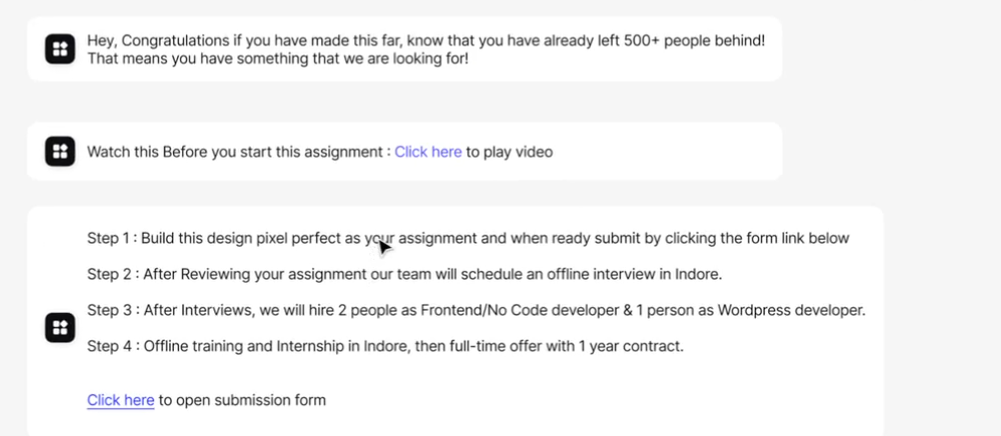 Hey, Congratulations if you have made this far, know that you have already left 500+ people behind!
That means you have something that we are looking for!
Watch this Before you start this assignment : Click here to play video
Step 1 : Build this design pixel perfect as your assignment and when ready submit by clicking the form link below
Step 2 : After Reviewing your assignment our team will schedule an offline interview in Indore.
Step 3 : After Interviews, we will hire 2 people as Frontend/No Code developer & 1 person as Wordpress developer.
Step 4 : Offline training and Internship in Indore, then full-time offer with 1 year contract.
Click here to open submission form